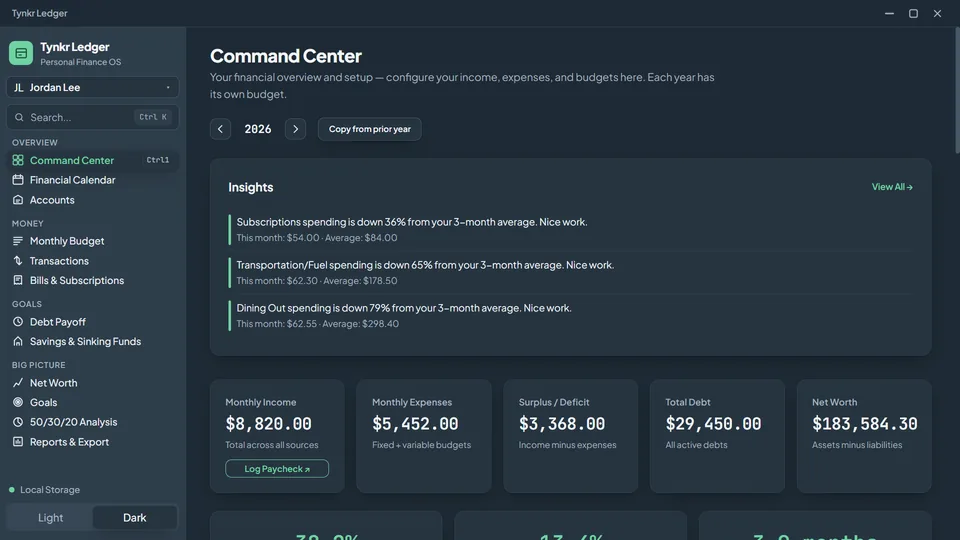 Tynkr Ledger
Tynkr Ledger
Personal Finance OS
JL Jordan Lee
Search... Ctrl K
OVERVIEW
Command Center Ctrl1
Financial Calendar
Accounts
MONEY
Monthly Budget
Transactions
Bills & Subscriptions
GOALS
Debt Payoff
Savings & Sinking Funds
BIG PICTURE
Net Worth
Goals
50/30/20 Analysis
Reports & Export
Local Storage
Light Dark
Command Center
Your financial overview and setup — configure your income, expenses, and budgets here. Each year has
its own budget.
2026 Copy from prior year
Insights View All →
Subscriptions spending is down 36% from your 3-month average. Nice work.
This month: $54.00 · Average: $84.00
Transportation/Fuel spending is down 65% from your 3-month average. Nice work.
This month: $62.30 · Average: $178.50
Dining Out spending is down 79% from your 3-month average. Nice work.
This month: $62.55 · Average: $298.40
Monthly Income
$8,820.00
Total across all sources
Log Paycheck ↗
Monthly Expenses
$5,452.00
Fixed + variable budgets
Surplus / Deficit
$3,368.00
Income minus expenses
Total Debt
$29,450.00
All active debts
Net Worth
$183,584.30
Assets minus liabilities